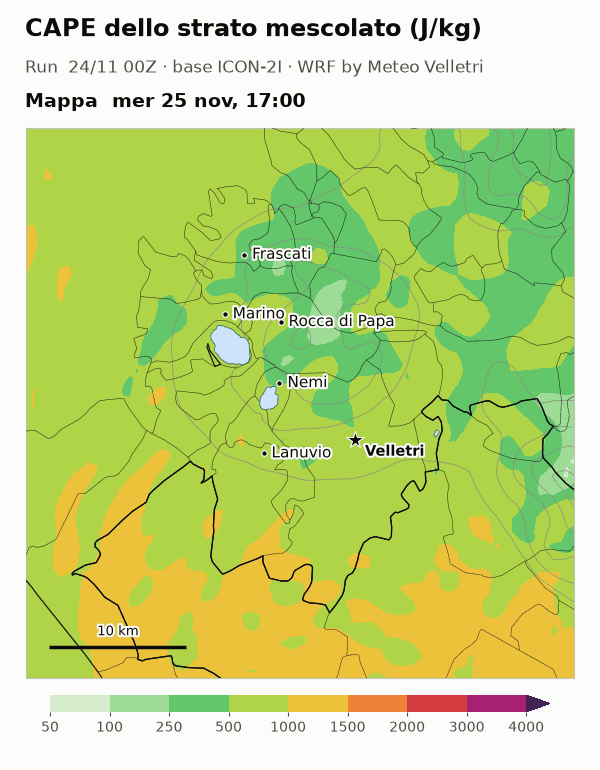 CAPE dello strato mescolato (J/kg)
Run  24/11 00Z · base ICON-2I · WRF by Meteo Velletri
Mappa  mer 25 nov, 17:00
Frascati
Marino
Rocca di Papa
Nemi
Velletri
Lanuvio
10 km
50 100 250 500 1000 1500 2000 3000 4000